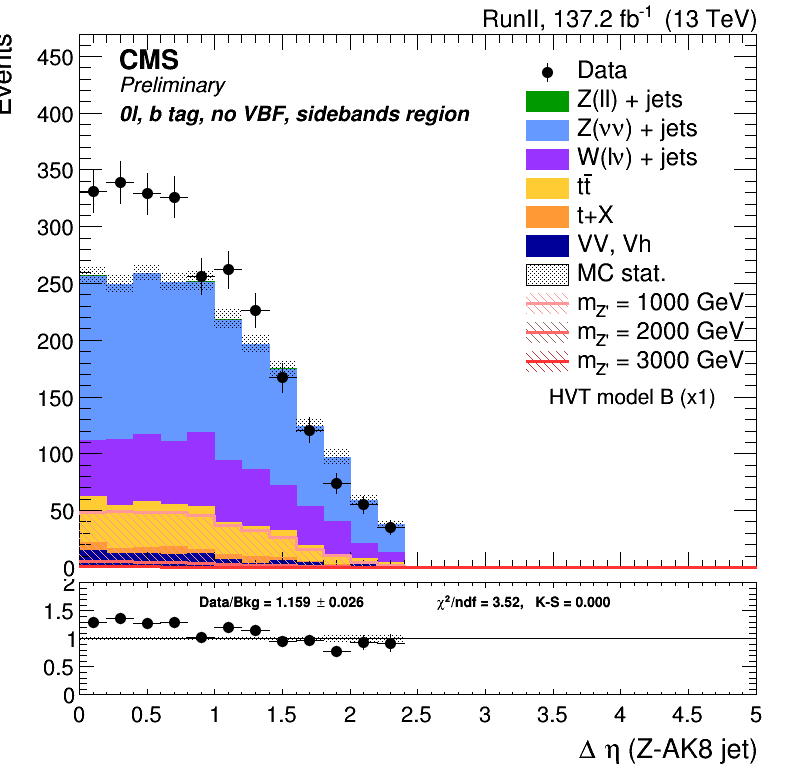 RunII, 137.2 fb⁻¹ (13 TeV)
Events
CMS
Preliminary
0l, b tag, no VBF, sidebands region
Data
Z(ll) + jets
Z(νν) + jets
W(lν) + jets
tt̄
t+X
VV, Vh
MC stat.
m_Z' = 1000 GeV
m_Z' = 2000 GeV
m_Z' = 3000 GeV
HVT model B (x1)
450
400
350
300
250
200
150
100
50
0
Data/Bkg = 1.159 ± 0.026 χ²/ndf = 3.52, K-S = 0.000
2
1.5
1
0.5
0
0 0.5 1 1.5 2 2.5 3 3.5 4 4.5 5
Δ η (Z-AK8 jet)